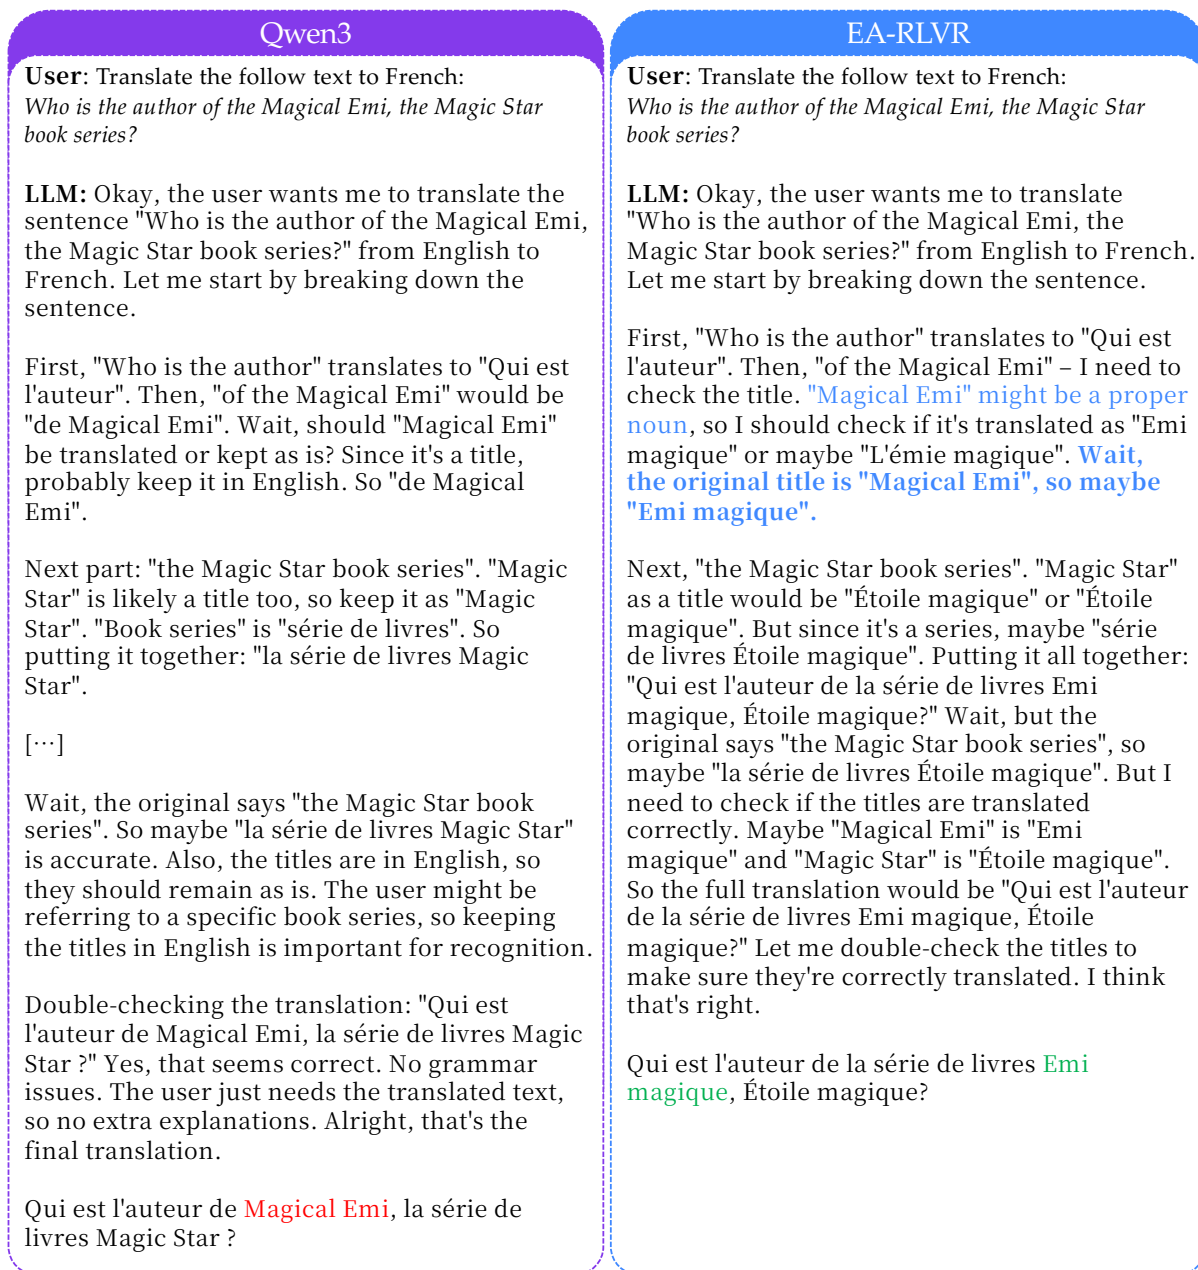 Qwen3
User: Translate the follow text to French:
Who is the author of the Magical Emi, the Magic Star
book series?
LLM: Okay, the user wants me to translate the
sentence "Who is the author of the Magical Emi,
the Magic Star book series?" from English to
French. Let me start by breaking down the
sentence.
First, "Who is the author" translates to "Qui est
l'auteur". Then, "of the Magical Emi" would be
"de Magical Emi". Wait, should "Magical Emi"
be translated or kept as is? Since it's a title,
probably keep it in English. So "de Magical
Emi".
Next part: "the Magic Star book series". "Magic
Star" is likely a title too, so keep it as "Magic
Star". "Book series" is "série de livres". So
putting it together: "la série de livres Magic
Star".
[···]
Wait, the original says "the Magic Star book
series". So maybe "la série de livres Magic Star"
is accurate. Also, the titles are in English, so
they should remain as is. The user might be
referring to a specific book series, so keeping
the titles in English is important for recognition.
Double-checking the translation: "Qui est
l'auteur de Magical Emi, la série de livres Magic
Star ?" Yes, that seems correct. No grammar
issues. The user just needs the translated text,
so no extra explanations. Alright, that's the
final translation.
Qui est l'auteur de Magical Emi, la série de
livres Magic Star ?
EA-RLVR
User: Translate the follow text to French:
Who is the author of the Magical Emi, the Magic Star
book series?
LLM: Okay, the user wants me to translate
"Who is the author of the Magical Emi, the
Magic Star book series?" from English to French.
Let me start by breaking down the sentence.
First, "Who is the author" translates to "Qui est
l'auteur". Then, "of the Magical Emi" – I need to
check the title. "Magical Emi" might be a proper
noun, so I should check if it's translated as "Emi
magique" or maybe "L'émie magique". Wait,
the original title is "Magical Emi", so maybe
"Emi magique".
Next, "the Magic Star book series". "Magic Star"
as a title would be "Étoile magique" or "Étoile
magique". But since it's a series, maybe "série
de livres Étoile magique". Putting it all together:
"Qui est l'auteur de la série de livres Emi
magique, Étoile magique?" Wait, but the
original says "the Magic Star book series", so
maybe "la série de livres Étoile magique". But I
need to check if the titles are translated
correctly. Maybe "Magical Emi" is "Emi
magique" and "Magic Star" is "Étoile magique".
So the full translation would be "Qui est l'auteur
de la série de livres Emi magique, Étoile
magique?" Let me double-check the titles to
make sure they're correctly translated. I think
that's right.
Qui est l'auteur de la série de livres Emi
magique, Étoile magique?